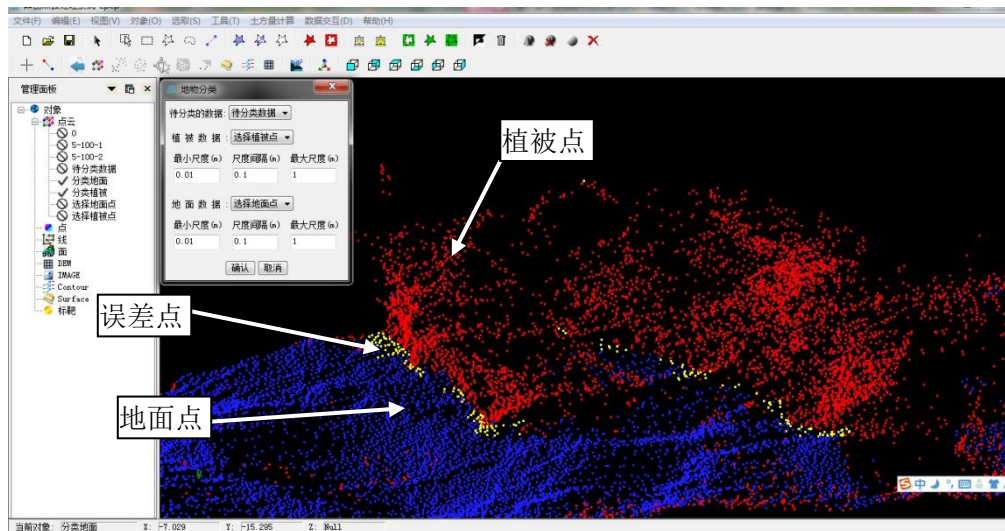 文件(F) 编辑(E) 视图(V) 对象(O) 选取(S) 工具(T) 土方量计算 数据交互(D) 帮助(H)
管理面板
对象
点云
0
5-100-1
5-100-2
待分类数据
分类地面
分类植被
选择地面点
选择植被点
点
线
面
DEM
IMAGE
Contour
Surface
标靶
地物分类
待分类的数据: 待分类数据
植 被 数 据 : 选择植被点
最小尺度(m) 尺度间隔(m) 最大尺度(m)
0.01 0.1 1
地 面 数 据 : 选择地面点
最小尺度(m) 尺度间隔(m) 最大尺度(m)
0.01 0.1 1
确认 取消
植被点
误差点
地面点
中
当前对象: 分类地面 X: -7.029 Y: -15.295 Z: Null